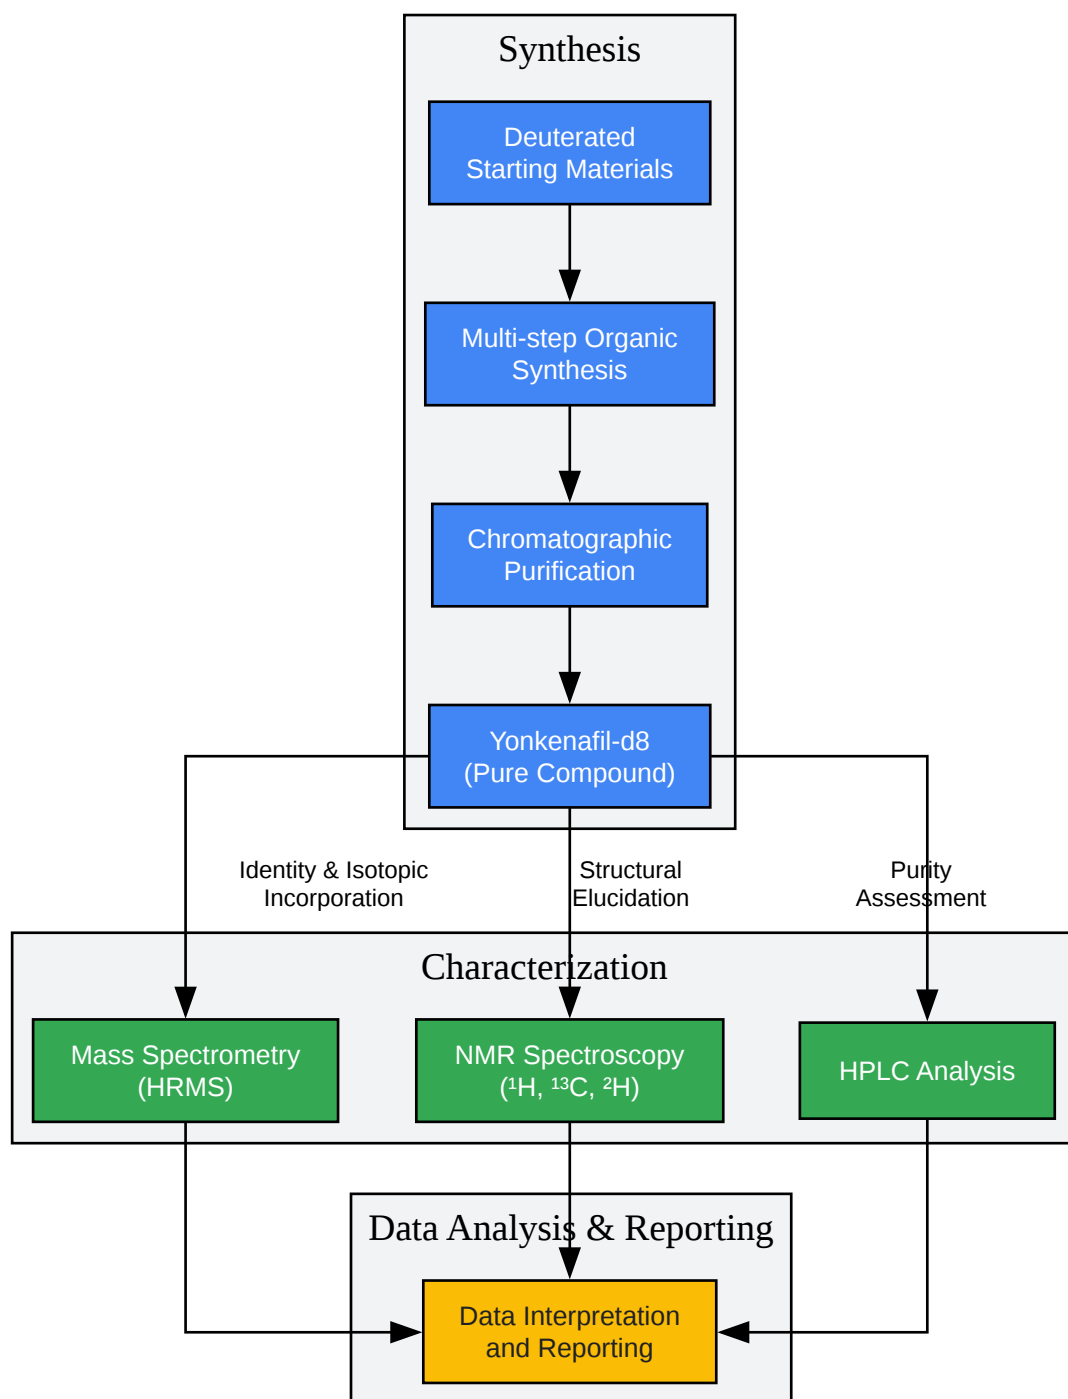 Synthesis
Deuterated
Starting Materials
Multi-step Organic
Synthesis
Chromatographic
Purification
Yonkenafil-d8
(Pure Compound)
Identity & Isotopic
Incorporation
Structural
Elucidation
Purity
Assessment
Characterization
Mass Spectrometry
(HRMS)
NMR Spectroscopy
(¹H, ¹³C, ²H)
HPLC Analysis
Data Analysis & Reporting
Data Interpretation
and Reporting